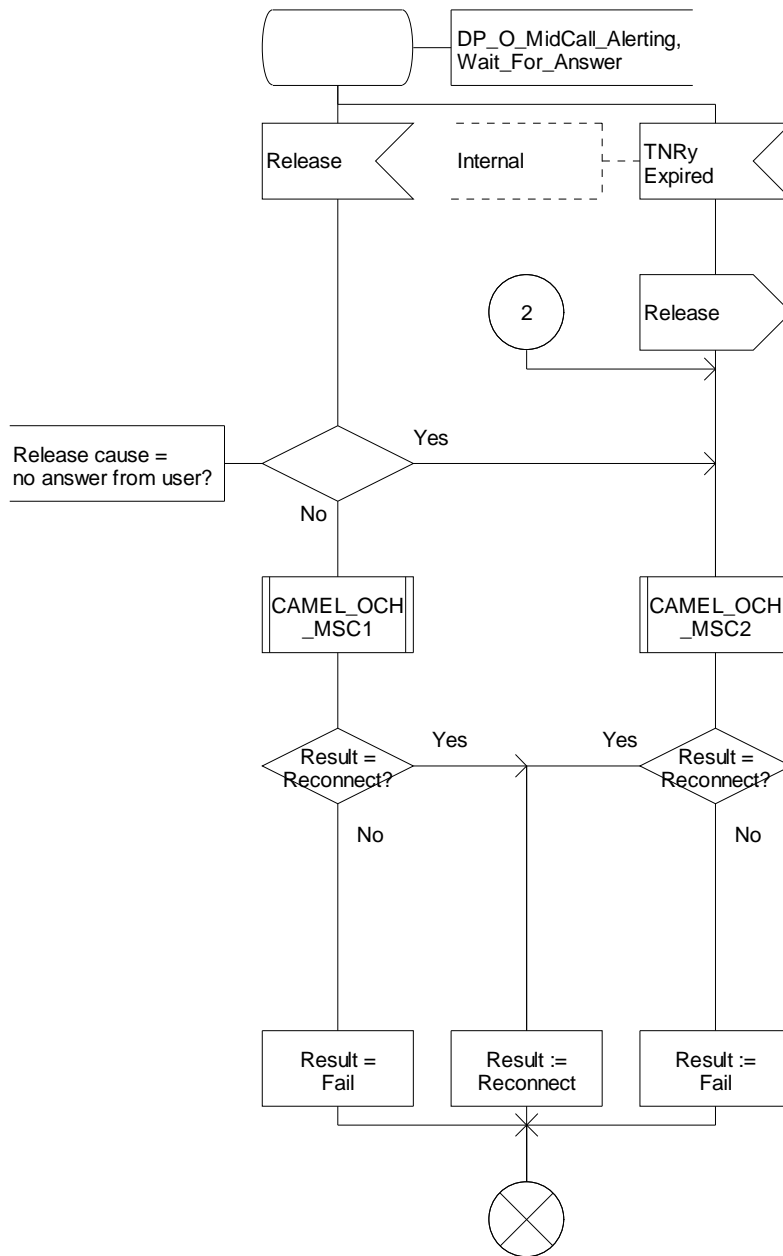 DP_O_MidCall_Alerting,
Wait_For_Answer
Release
Internal
TNRy
Expired
2
Release
Release cause =
no answer from user?
Yes
No
CAMEL_OCH
_MSC1
CAMEL_OCH
_MSC2
Result =
Reconnect?
Yes
Yes
Result =
Reconnect?
No
No
Result =
Fail
Result :=
Reconnect
Result :=
Fail